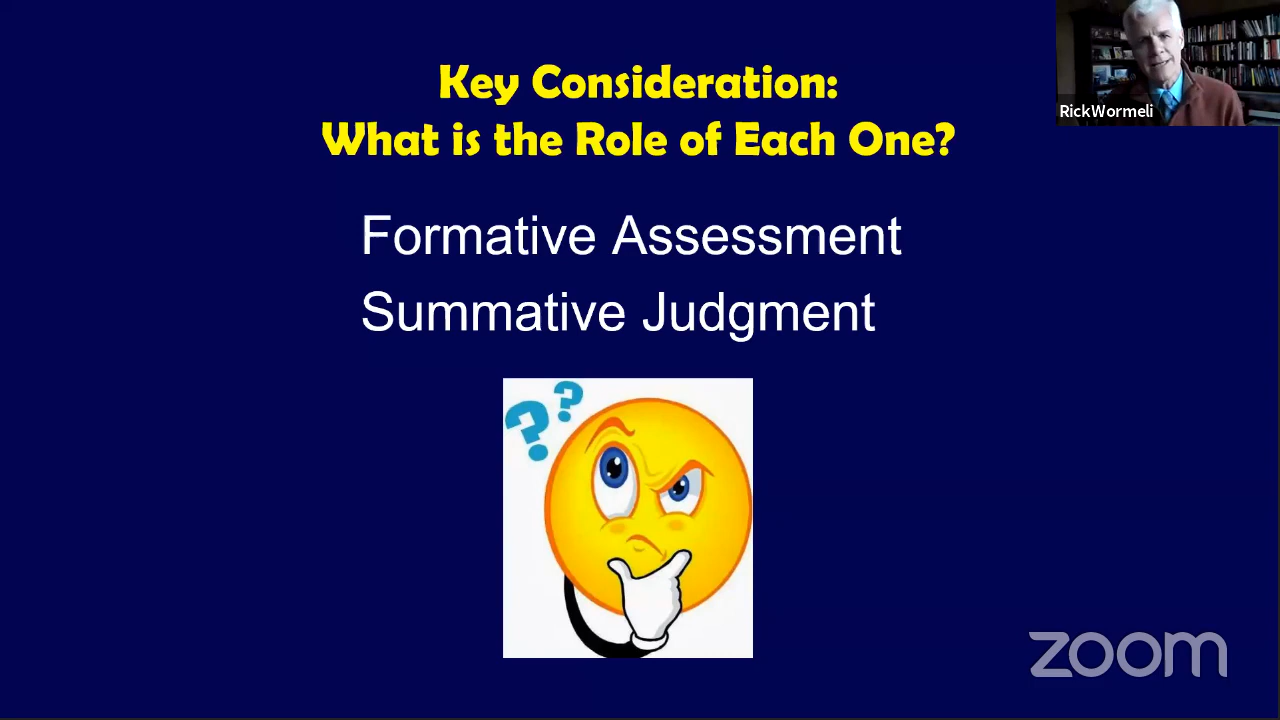 Key Consideration:
What is the Role of Each One?
RickWormeli
Formative Assessment
Summative Judgment
? ?
zoom